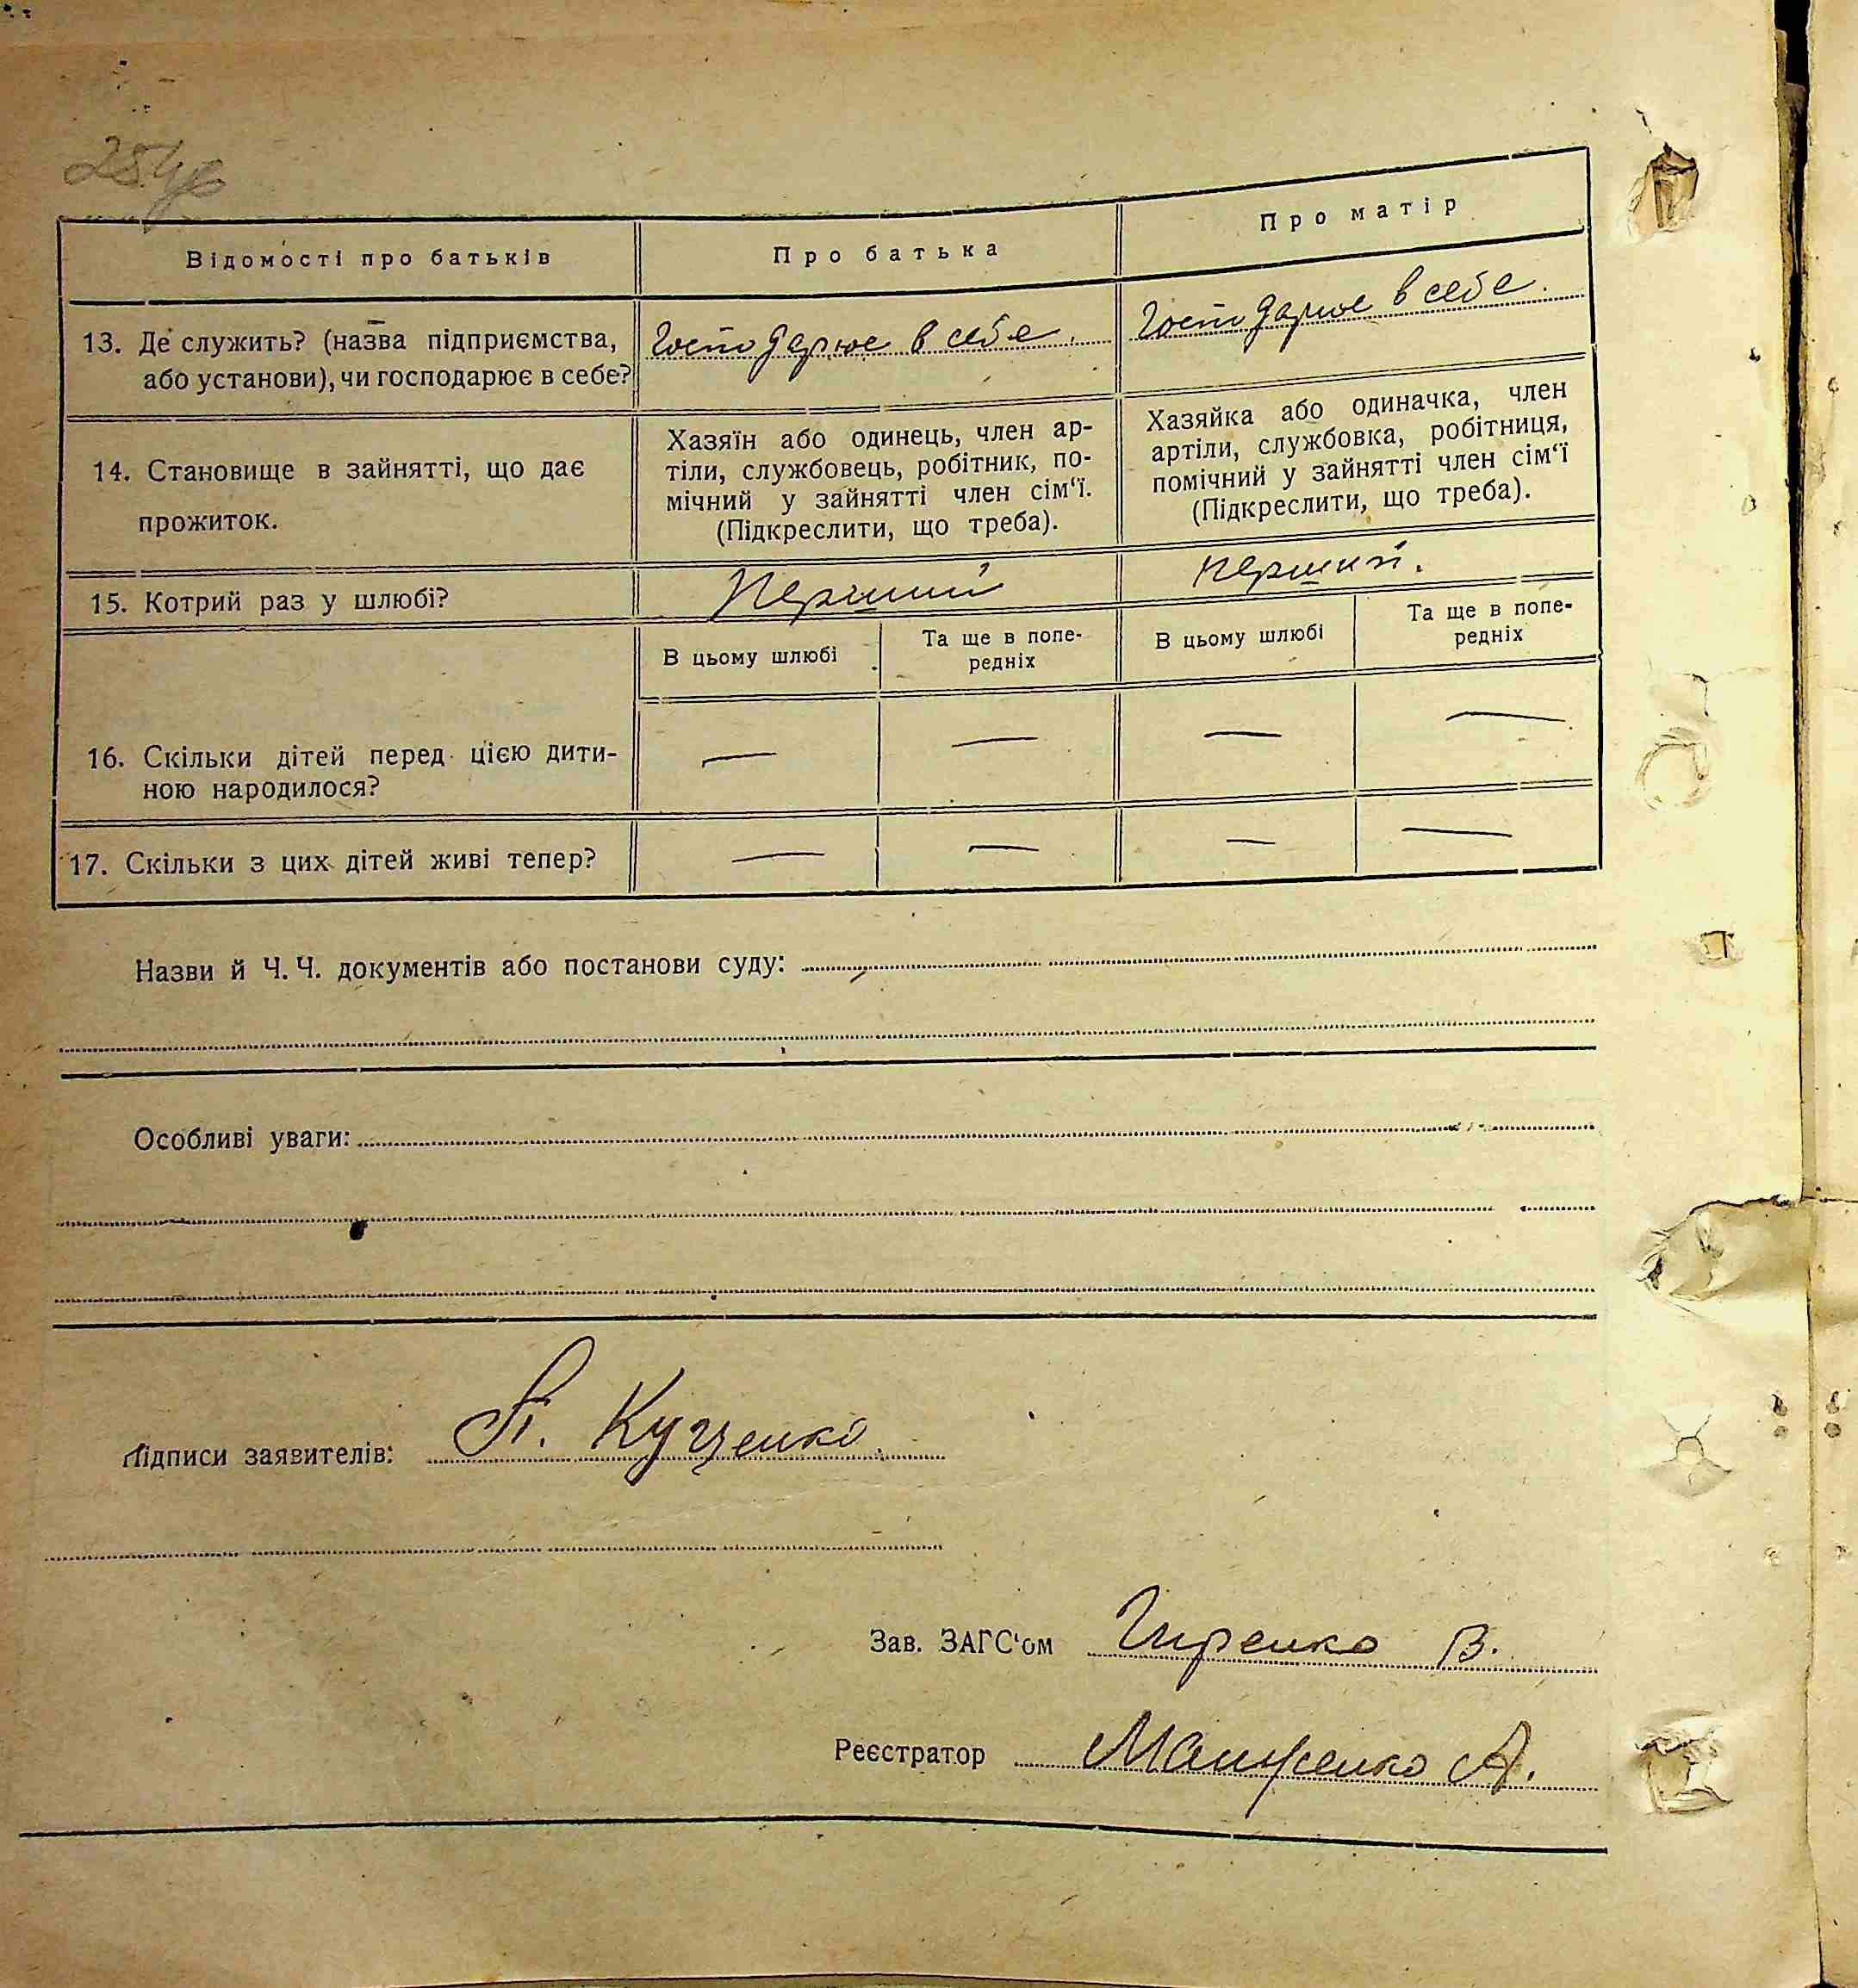 254
Відомості про батьків
Про батька
Про матір
13. Де служить? (назва підприємства,
або установи), чи господарює в себе?
Господарює в себе.
Господарює в себе.
14. Становище в зайнятті, що дає
прожиток.
Хазяїн або одинець, член ар-
тіли, службовець, робітник, по-
мічний у зайнятті член сім‘ї.
(Підкреслити, що треба).
Хазяйка або одиначка, член
артіли, службовка, робітниця,
помічний у зайнятті член сім‘ї
(Підкреслити, що треба).
15. Котрий раз у шлюбі?
Перший
перший.
В цьому шлюбі
Та ще в попе-
редніх
В цьому шлюбі
Та ще в попе-
редніх
16. Скільки дітей перед цією дити-
ною народилося?
— — — —
17. Скільки з цих дітей живі тепер?
— — — —
Назви й Ч. Ч. документів або постанови суду:
Особливі уваги:
Підписи заявителів: П. Куценко.
Зав. ЗАГС‘ом Гиренко В.
Реєстратор А.